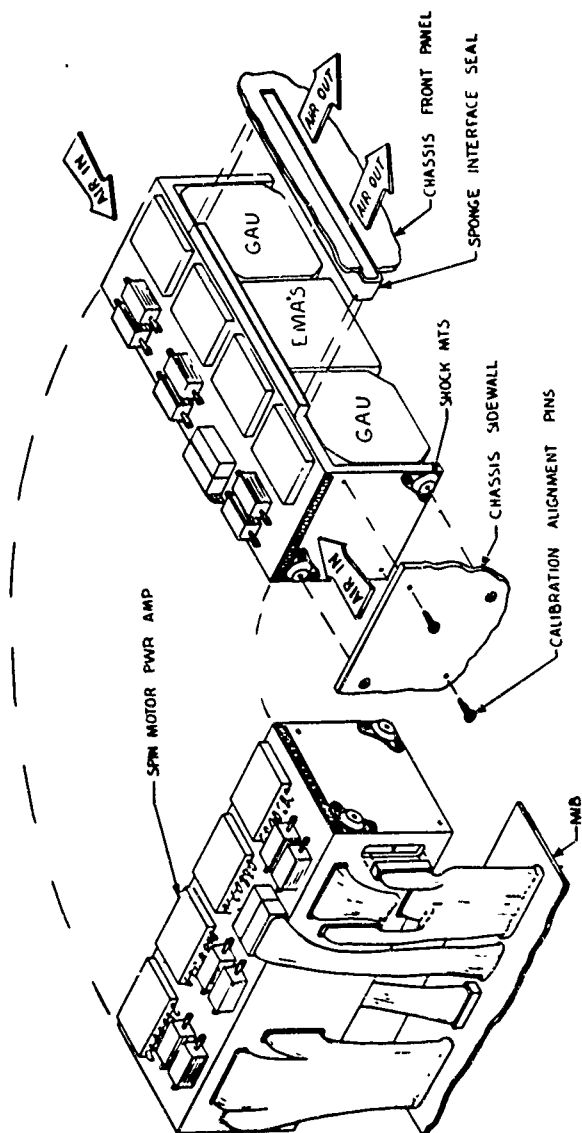 AIR IN
AIR OUT
AIR OUT
CHASSIS FRONT PANEL
SPONGE INTERFACE SEAL
GAU
EMA'S
GAU
SHOCK MTS
AIR IN
CHASSIS SIDEWALL
CALIBRATION ALIGNMENT PINS
SPIN MOTOR PWR AMP